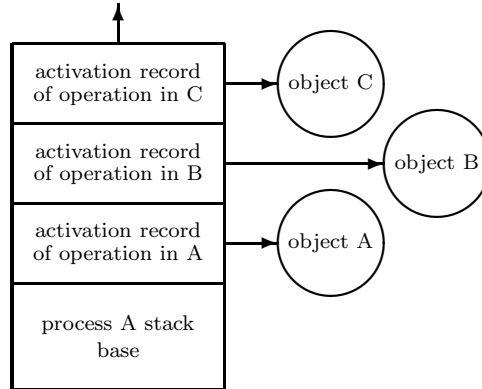 activation record
of operation in C
object C
activation record
of operation in B
object B
activation record
of operation in A
object A
process A stack
base